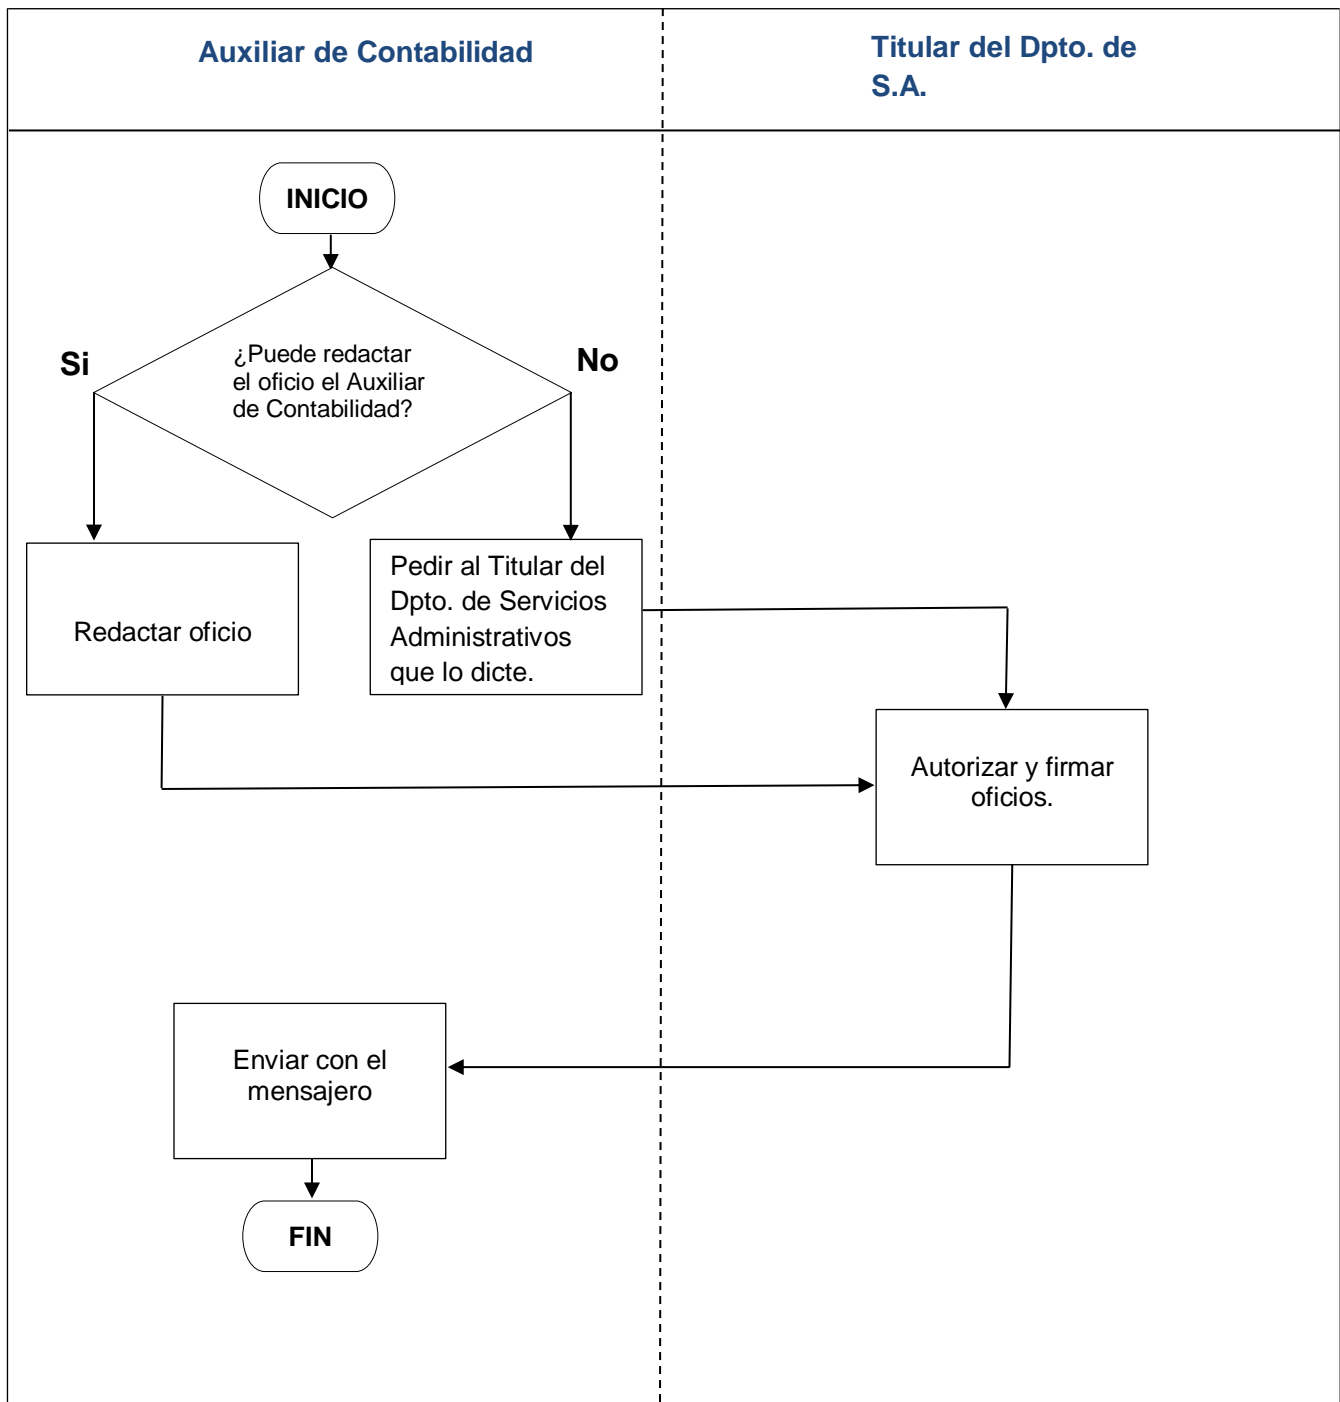 Auxiliar de Contabilidad
Titular del Dpto. de
S.A.
INICIO
Si
¿Puede redactar
el oficio el Auxiliar
de Contabilidad?
No
Redactar oficio
Pedir al Titular del
Dpto. de Servicios
Administrativos
que lo dicte.
Autorizar y firmar
oficios.
Enviar con el
mensajero
FIN